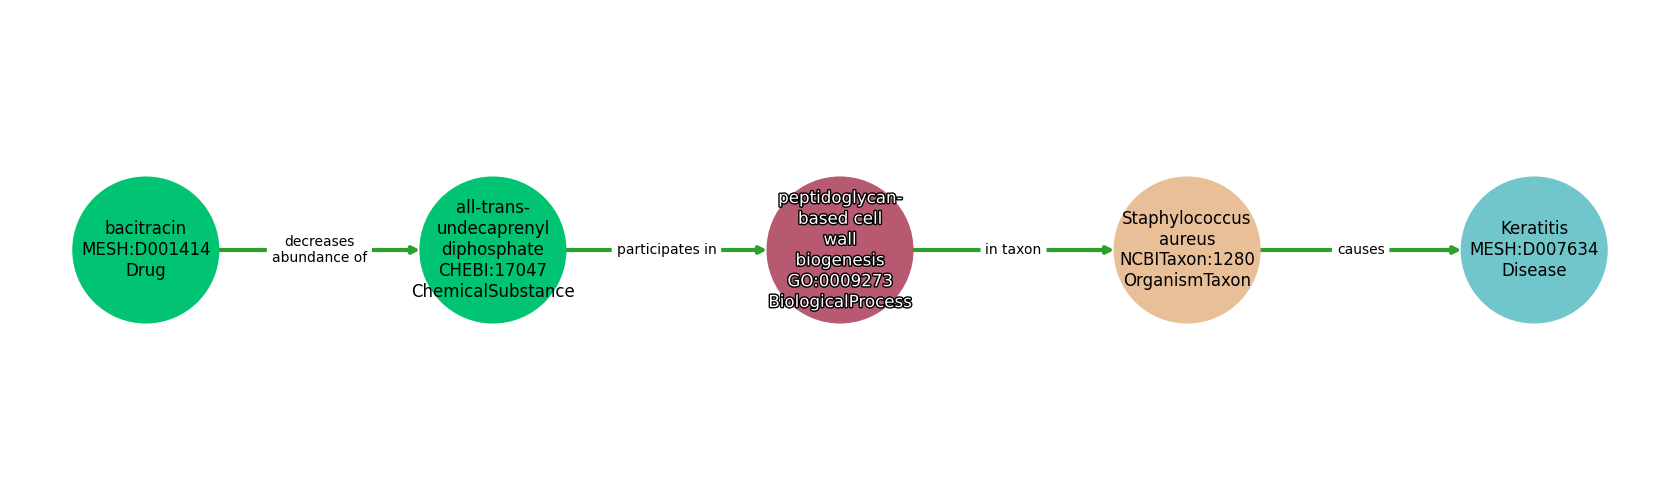 bacitracin
MESH:D001414
Drug
decreases
abundance of
all-trans-
undecaprenyl
diphosphate
CHEBI:17047
ChemicalSubstance
participates in
peptidoglycan-
based cell
wall
biogenesis
GO:0009273
BiologicalProcess
in taxon
Staphylococcus
aureus
NCBITaxon:1280
OrganismTaxon
causes
Keratitis
MESH:D007634
Disease